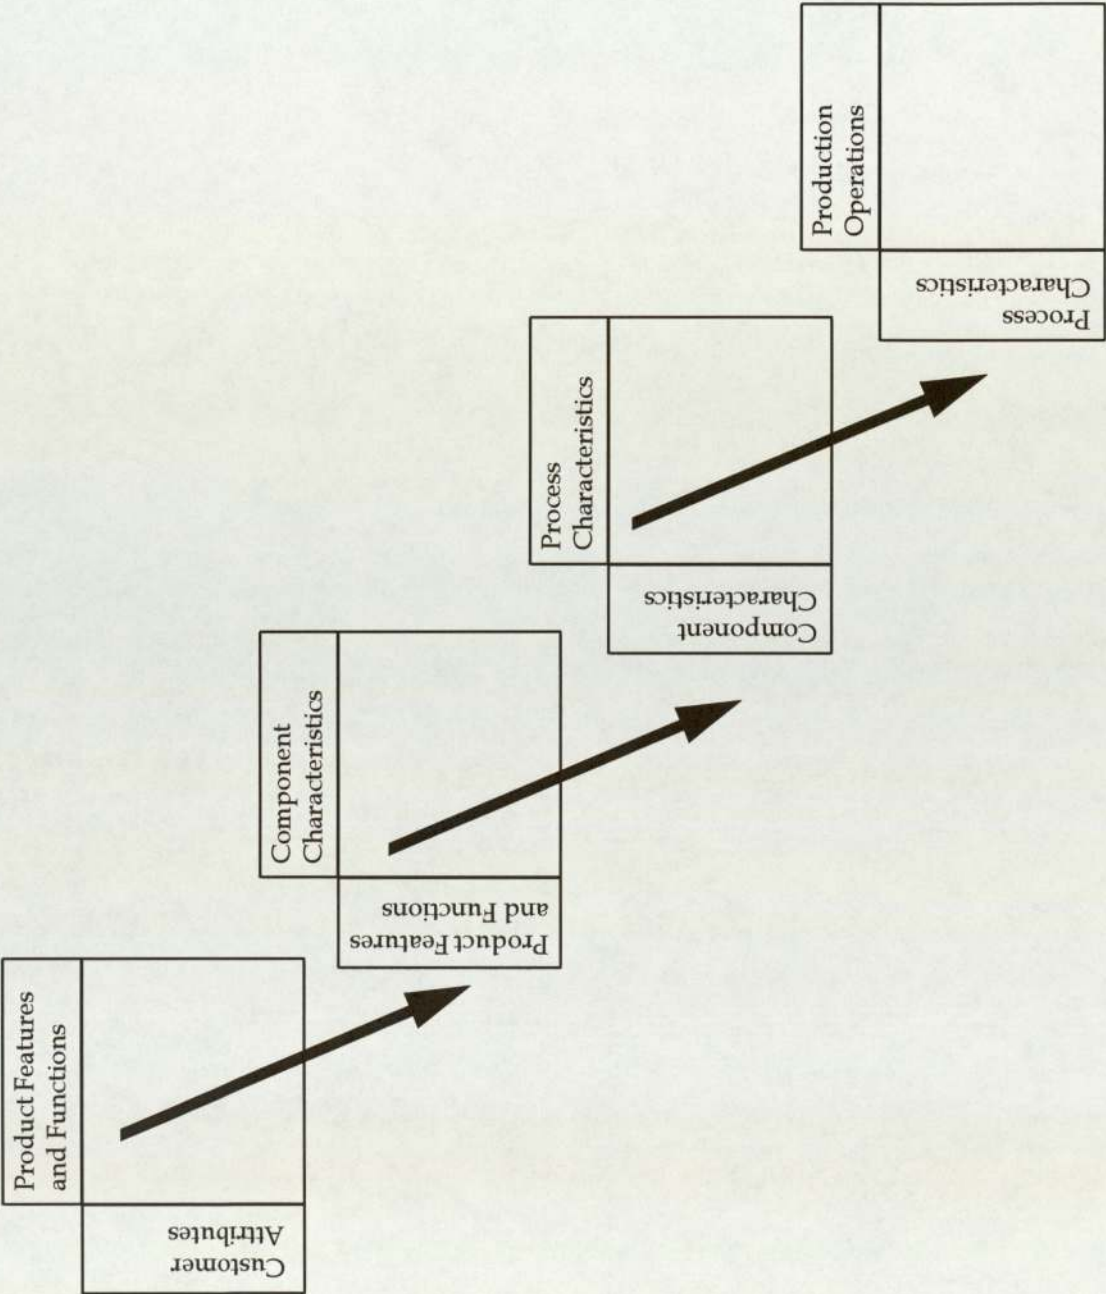 Customer
Attributes
Product Features
and Functions
Product Features
and Functions
Component
Characteristics
Component
Characteristics
Process
Characteristics
Process
Characteristics
Production
Operations